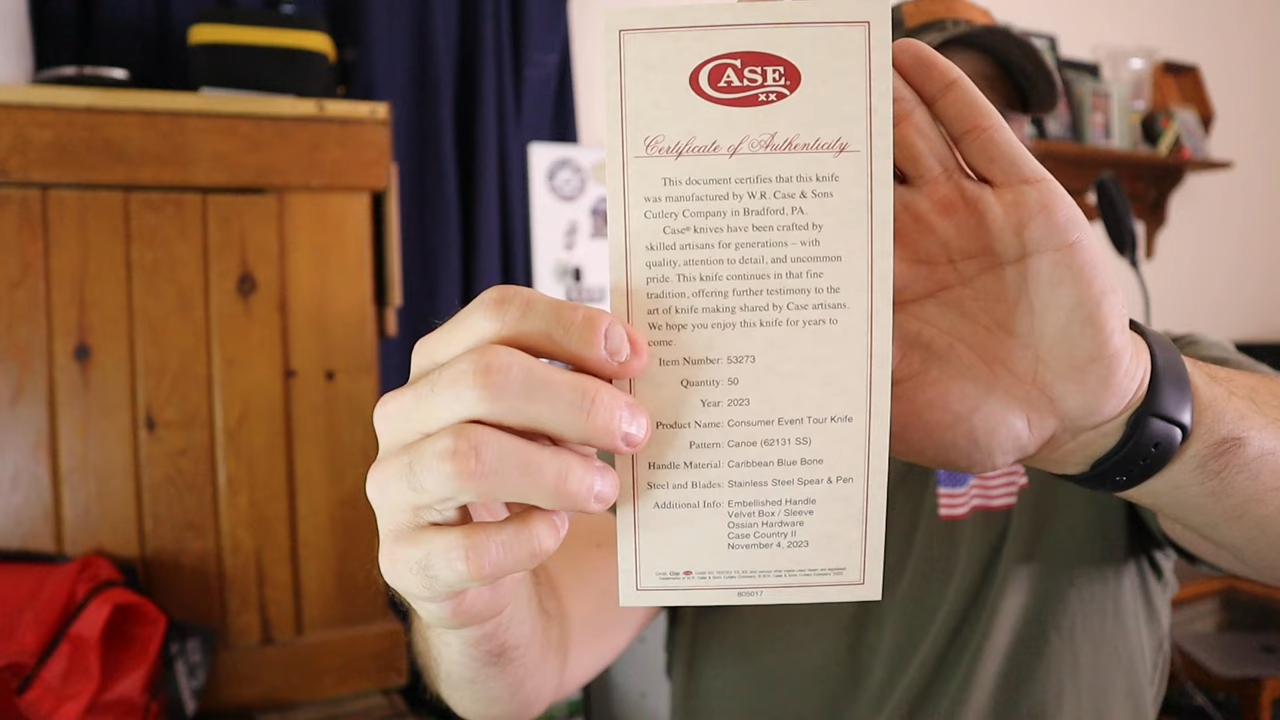 CASE
XX
Certificate of Authenticity
This document certifies that this knife
was manufactured by W.R. Case & Sons
Cutlery Company in Bradford, PA.
Case® knives have been crafted by
skilled artisans for generations – with
quality, attention to detail, and uncommon
pride. This knife continues in that fine
tradition, offering further testimony to the
art of knife making shared by Case artisans.
We hope you enjoy this knife for years to
come.
Item Number: 53273
Quantity: 50
Year: 2023
Product Name: Consumer Event Tour Knife
Pattern: Canoe (62131 SS)
Handle Material: Caribbean Blue Bone
Steel and Blades: Stainless Steel Spear & Pen
Additional Info: Embellished Handle
Velvet Box / Sleeve
Ossian Hardware
Case Country II
November 4, 2023
805017